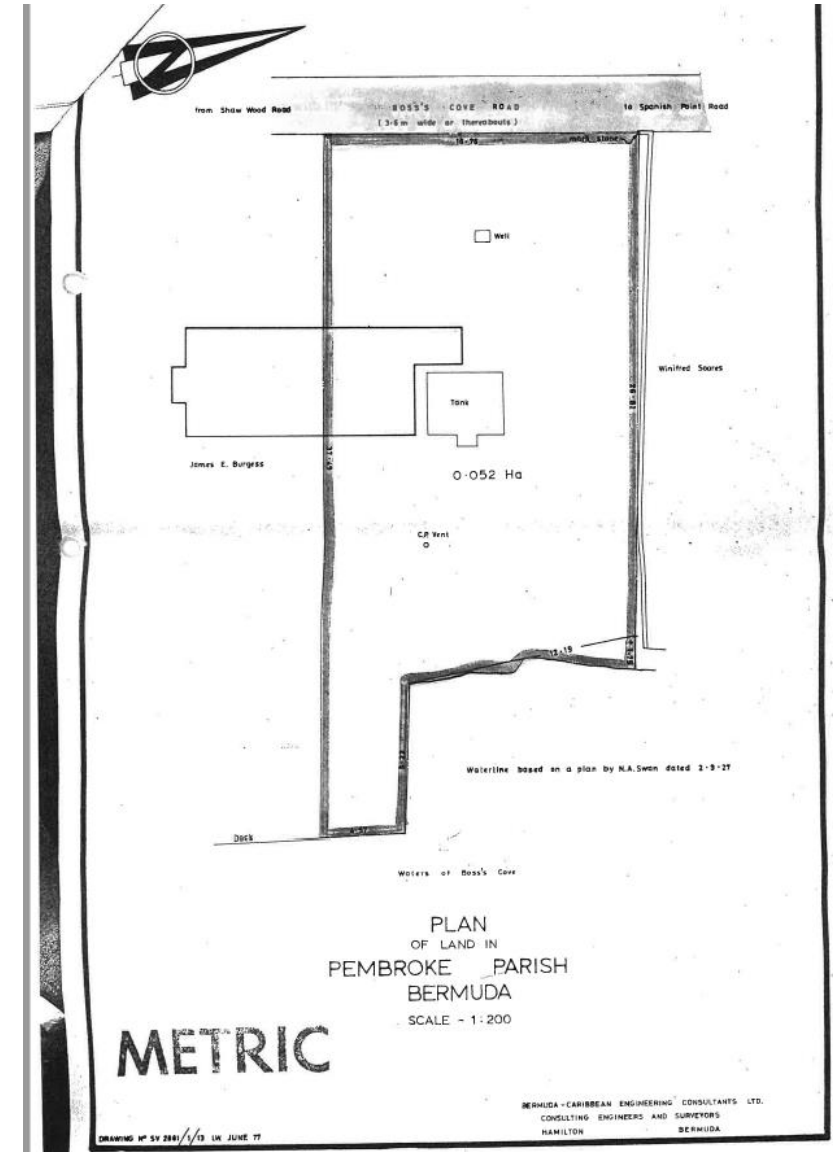 N
from Shaw Wood Road
BOSS'S COVE ROAD
to Spanish Point Road
(3·6m wide or thereabouts)
mark stone
Well
Winifred Soares
Tank
James E. Burgess
0·052 Ha
C.P. Vent
12·19
Waterline based on a plan by N.A. Swan dated 2-9-27
Dock
Waters of Boss's Cove
PLAN
OF LAND IN
PEMBROKE PARISH
BERMUDA
SCALE - 1:200
METRIC
BERMUDA-CARIBBEAN ENGINEERING CONSULTANTS LTD.
CONSULTING ENGINEERS AND SURVEYORS
HAMILTON BERMUDA
DRAWING Nº SV 2881/1/13 LW JUNE 77